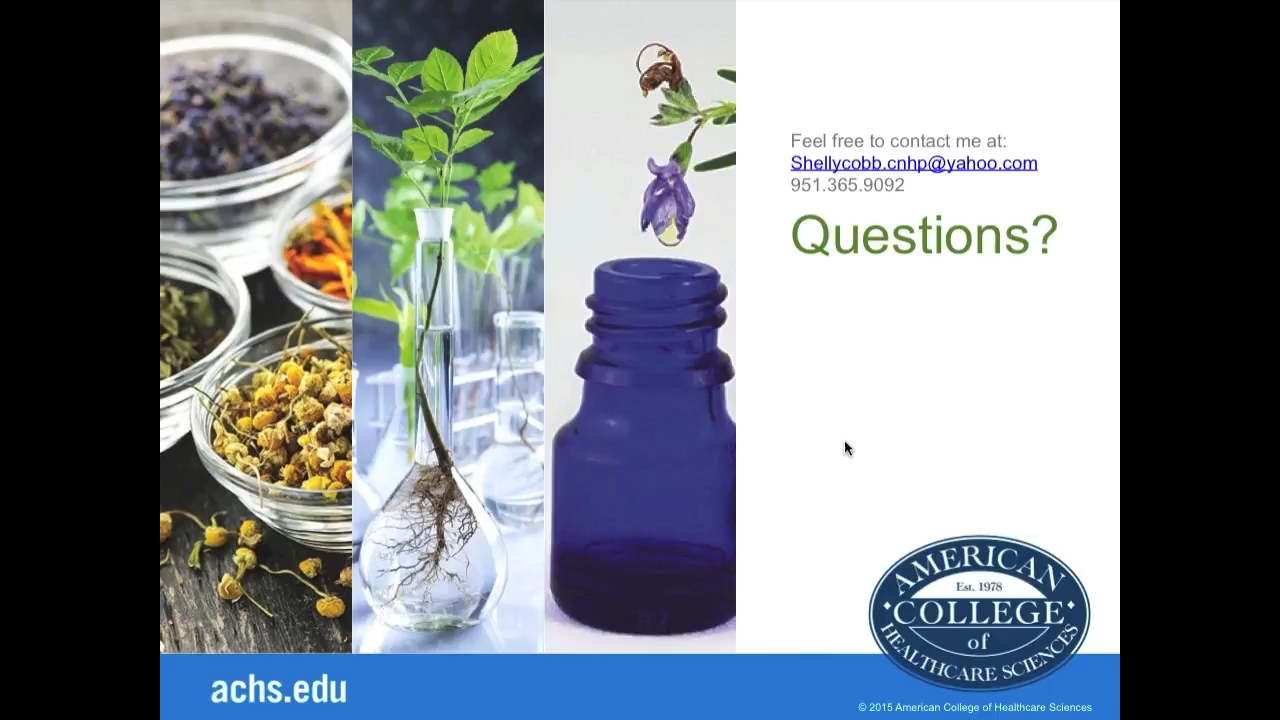 Feel free to contact me at:
Shellycobb.cnhp@yahoo.com
951.365.9092
Questions?
AMERICAN
Est. 1978
COLLEGE
of
HEALTHCARE SCIENCES
achs.edu
© 2015 American College of Healthcare Sciences